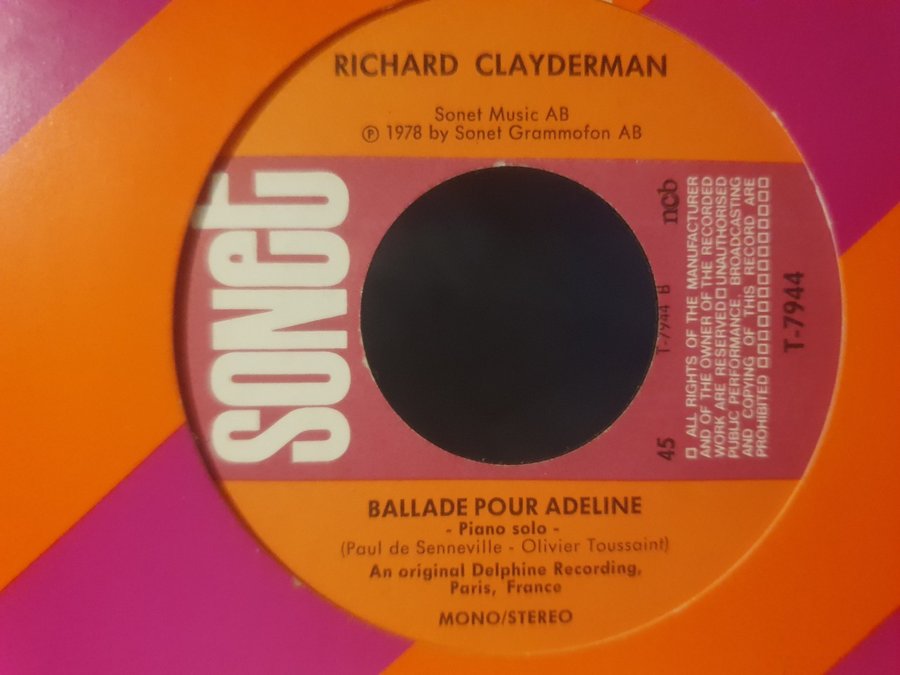 RICHARD CLAYDERMAN
Sonet Music AB
℗ 1978 by Sonet Grammofon AB
SONET
ncb
T-7944 B
45
□ ALL RIGHTS OF THE MANUFACTURER
AND OF THE OWNER OF THE RECORDED
WORK ARE RESERVED □ UNAUTHORISED
PUBLIC PERFORMANCE, BROADCASTING
AND COPYING OF THIS RECORD ARE
PROHIBITED □□□□□□□□□□□
T-7944
BALLADE POUR ADELINE
- Piano solo -
(Paul de Senneville - Olivier Toussaint)
An original Delphine Recording,
Paris, France
MONO/STEREO